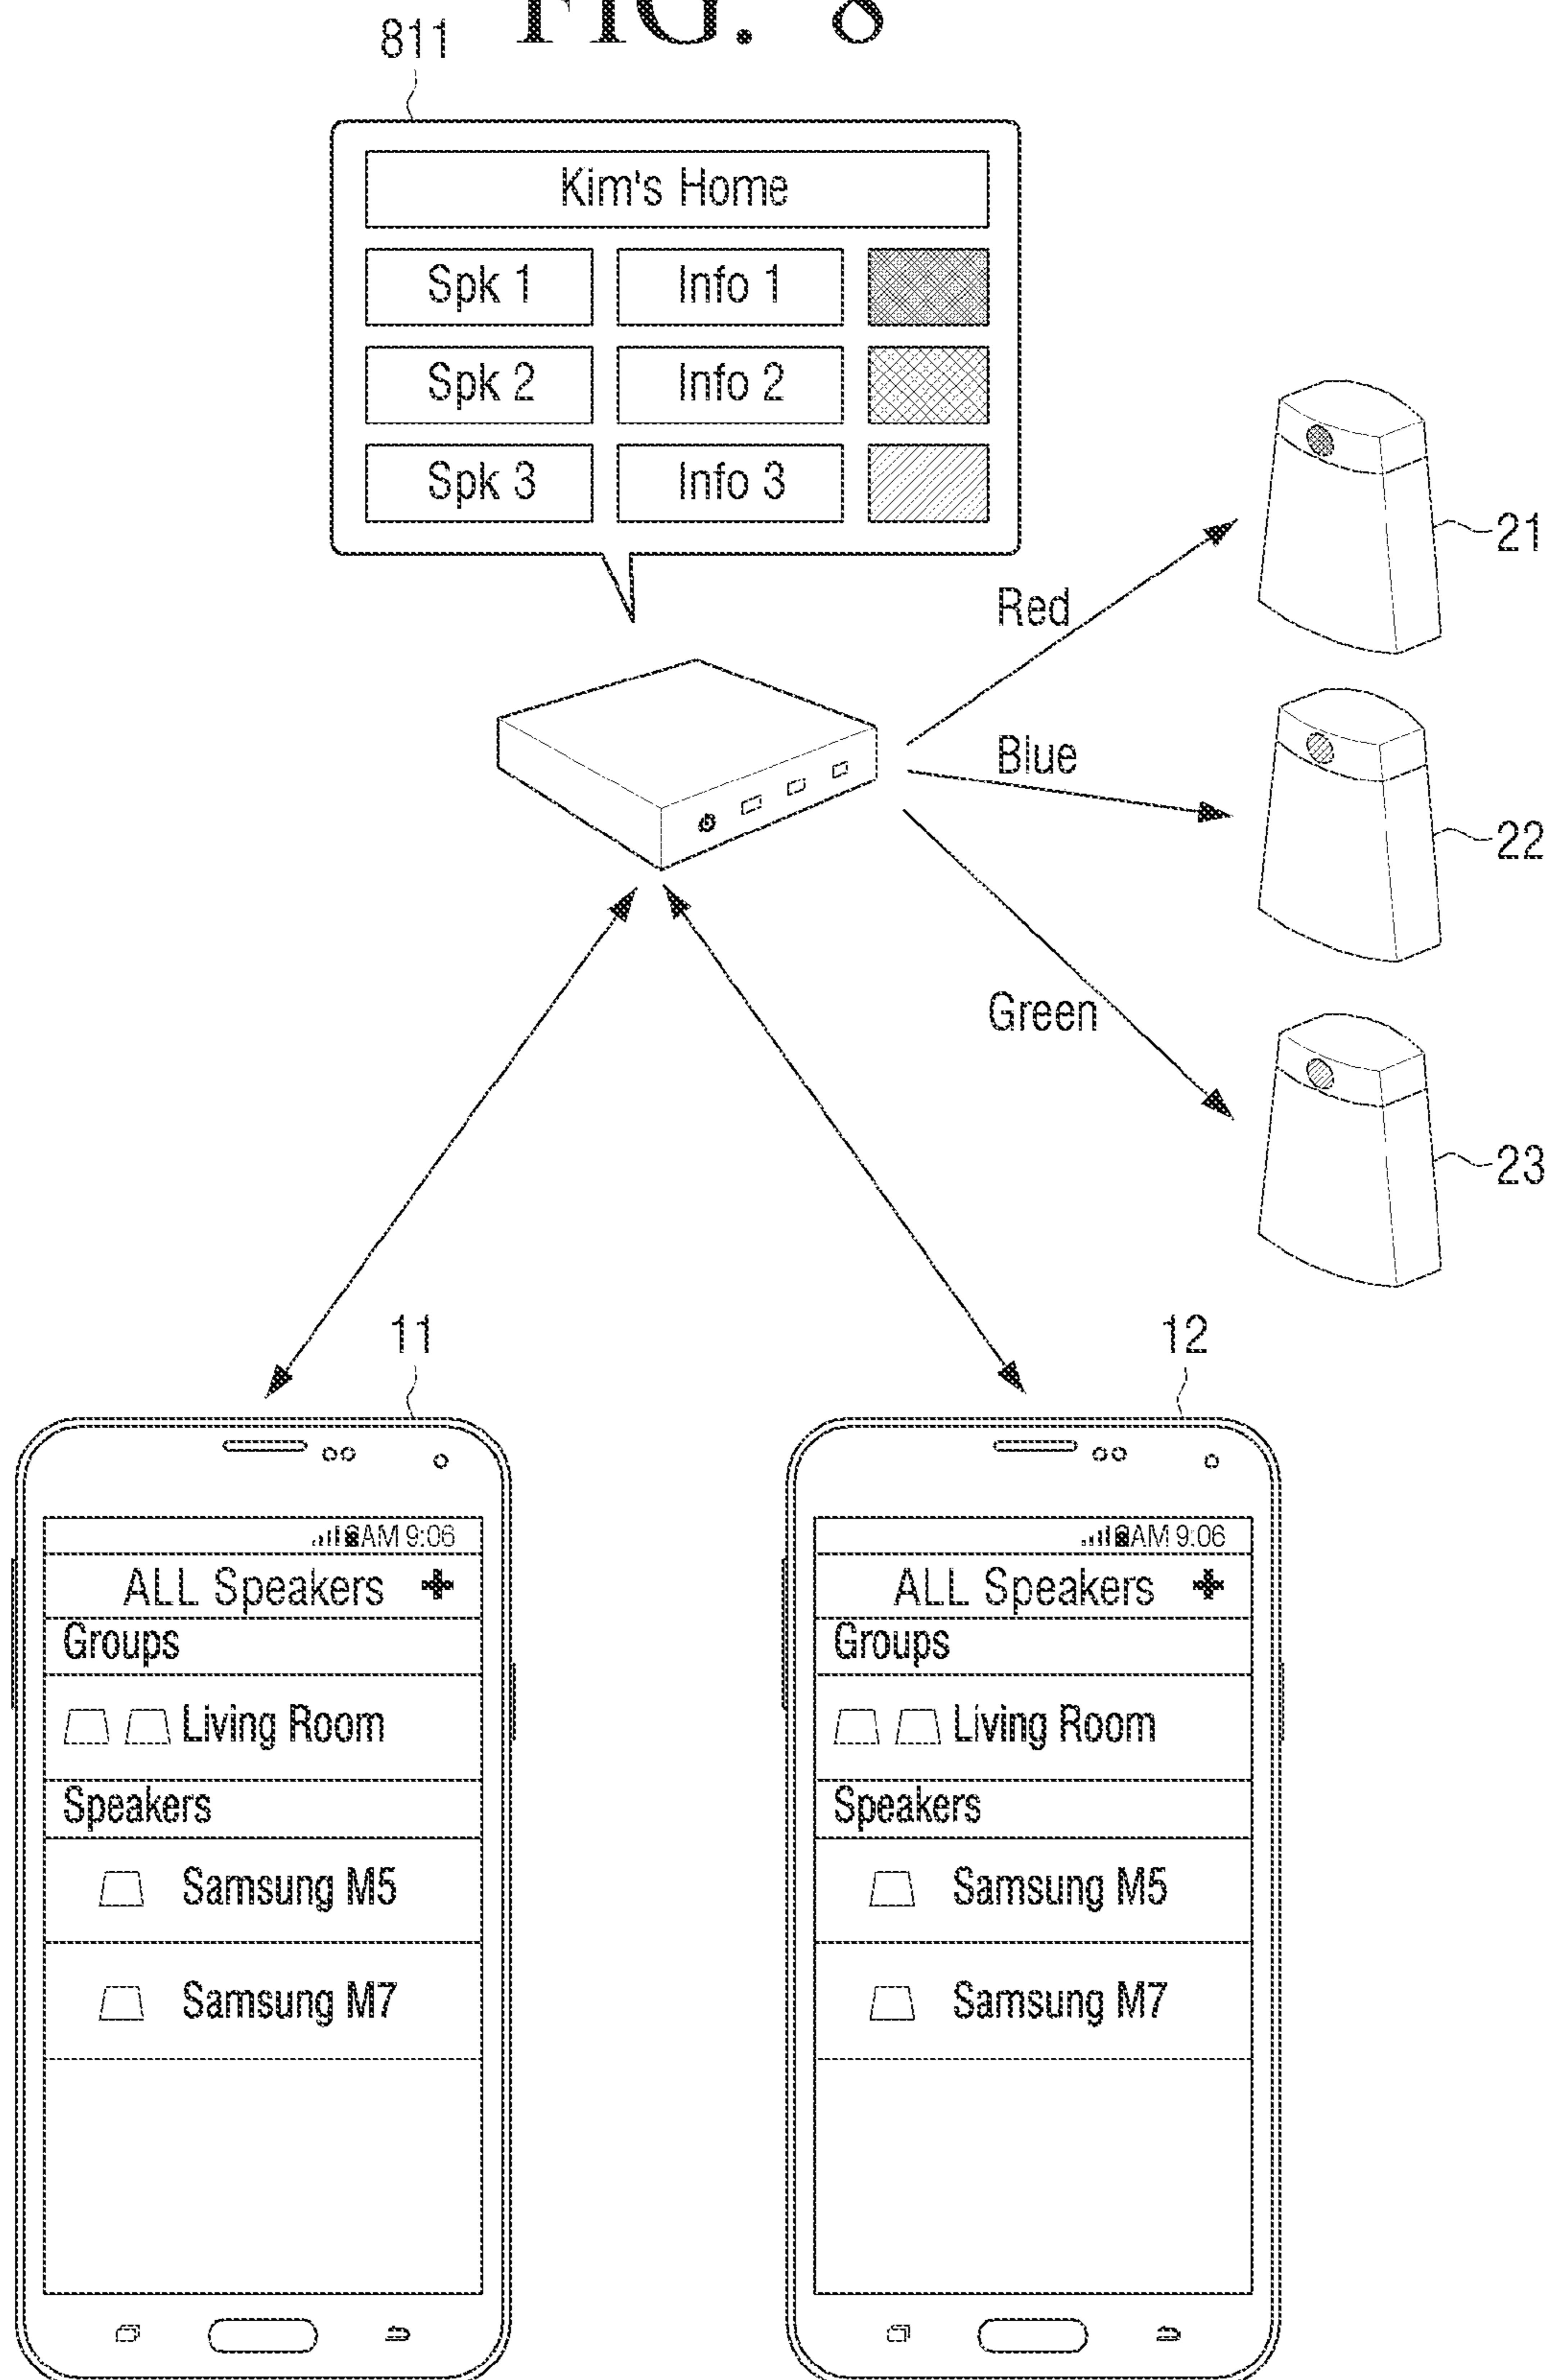 FIG. 8
811
Kim's Home
Spk 1 Info 1
Spk 2 Info 2
Spk 3 Info 3
21
Red
Blue
22
Green
23
11
12
AM 9:06
ALL Speakers +
Groups
Living Room
Speakers
Samsung M5
Samsung M7
AM 9:06
ALL Speakers +
Groups
Living Room
Speakers
Samsung M5
Samsung M7